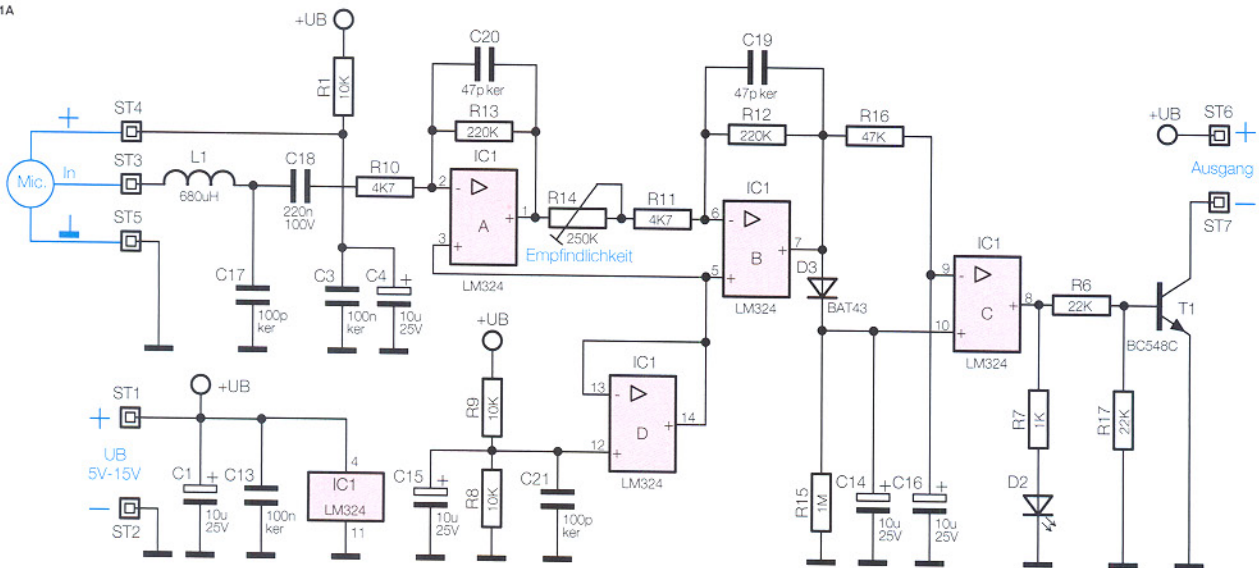 1A
+UB
R1
10K
C20
47p ker
R13
220K
C19
47p ker
R12
220K
R16
47K
+UB
ST6
+
Ausgang
−
ST7
ST4
+
ST3
Mic.
In
L1
680uH
C18
220n
100V
R10
4K7
IC1
2
-
A
1
+
3
+
LM324
R14
250K
Empfindlichkeit
R11
4K7
IC1
6
-
B
7
+
5
+
LM324
D3
BAT43
IC1
9
-
C
8
+
10
+
LM324
R6
22K
T1
BC548C
ST5
C17
100p
ker
C3
100n
ker
C4
+
10u
25V
+UB
R9
10K
IC1
13
-
D
14
+
12
+
LM324
R7
1K
R17
22K
ST1
+
+UB
UB
5V-15V
−
ST2
C1
+
10u
25V
C13
100n
ker
4
IC1
LM324
11
C15
+
10u
25V
R8
10K
C21
100p
ker
R15
1M
C14
+
10u
25V
C16
+
10u
25V
D2